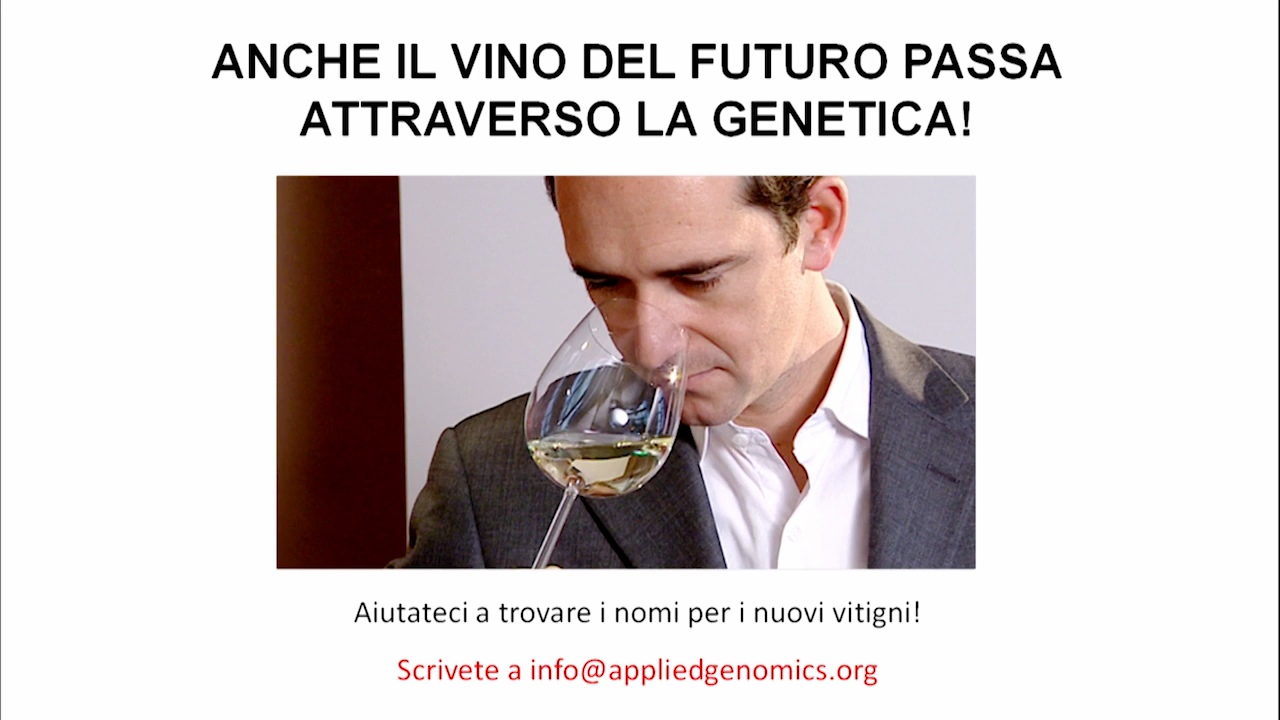 ANCHE IL VINO DEL FUTURO PASSA
ATTRAVERSO LA GENETICA!
Aiutateci a trovare i nomi per i nuovi vitigni!
Scrivete a info@appliedgenomics.org